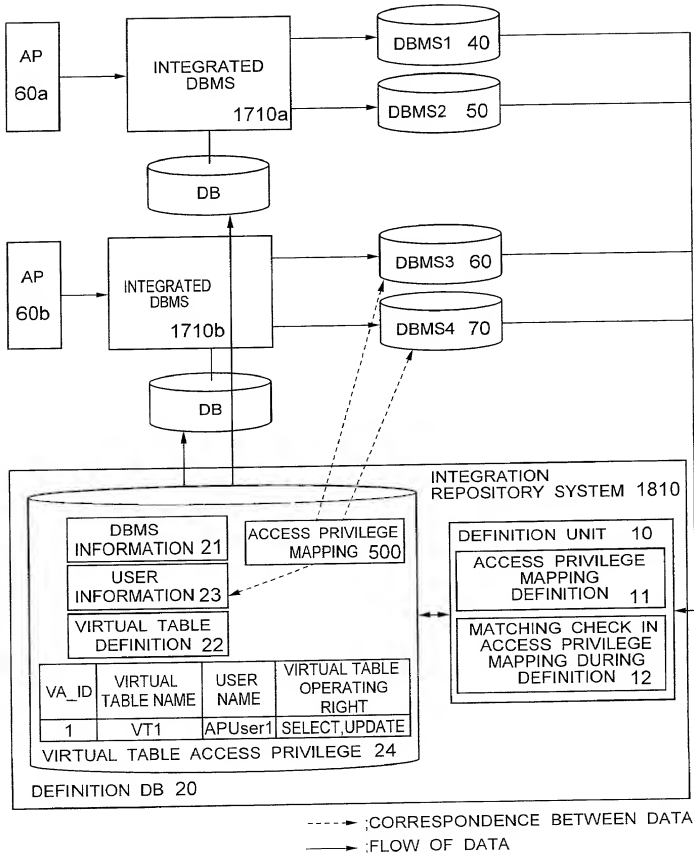 AP
60a
INTEGRATED
DBMS
1710a
DBMS1 40
DBMS2 50
DB
AP
60b
INTEGRATED
DBMS
1710b
DBMS3 60
DBMS4 70
DB
INTEGRATION
REPOSITORY SYSTEM 1810
DBMS
INFORMATION 21
USER
INFORMATION 23
VIRTUAL TABLE
DEFINITION 22
ACCESS PRIVILEGE
MAPPING 500
DEFINITION UNIT 10
ACCESS PRIVILEGE
MAPPING
DEFINITION
11
MATCHING CHECK IN
ACCESS PRIVILEGE
MAPPING DURING
DEFINITION 12
VA_ID
VIRTUAL
TABLE NAME
USER
NAME
VIRTUAL TABLE
OPERATING
RIGHT
1
VT1
APUser1
SELECT,UPDATE
VIRTUAL TABLE ACCESS PRIVILEGE 24
DEFINITION DB 20
;CORRESPONDENCE BETWEEN DATA
;FLOW OF DATA